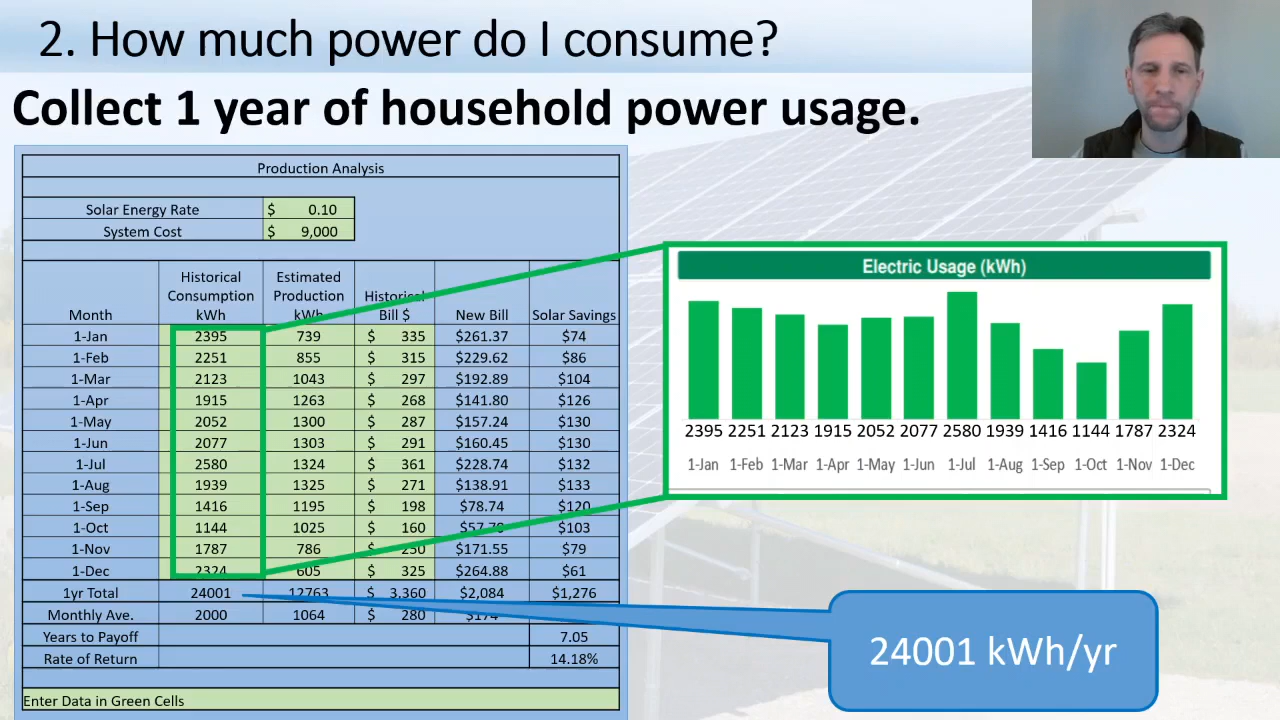 2. How much power do I consume?
Collect 1 year of household power usage.
Production Analysis
Solar Energy Rate $ 0.10
System Cost $ 9,000
Month Historical Consumption kWh Estimated Production kWh Historical Bill $ New Bill Solar Savings
1-Jan 2395 739 $ 335 $261.37 $74
1-Feb 2251 855 $ 315 $229.62 $86
1-Mar 2123 1043 $ 297 $192.89 $104
1-Apr 1915 1263 $ 268 $141.80 $126
1-May 2052 1300 $ 287 $157.24 $130
1-Jun 2077 1303 $ 291 $160.45 $130
1-Jul 2580 1324 $ 361 $228.74 $132
1-Aug 1939 1325 $ 271 $138.91 $133
1-Sep 1416 1195 $ 198 $78.74 $120
1-Oct 1144 1025 $ 160 $103
1-Nov 1787 786 $ 250 $171.55 $79
1-Dec 2324 605 $ 325 $264.88 $61
1yr Total 24001 12763 $ 3,360 $2,084 $1,276
Monthly Ave. 2000 1064 $ 280 $174
Years to Payoff 7.05
Rate of Return 14.18%
Enter Data in Green Cells
Electric Usage (kWh)
2395 2251 2123 1915 2052 2077 2580 1939 1416 1144 1787 2324
1-Jan 1-Feb 1-Mar 1-Apr 1-May 1-Jun 1-Jul 1-Aug 1-Sep 1-Oct 1-Nov 1-Dec
24001 kWh/yr